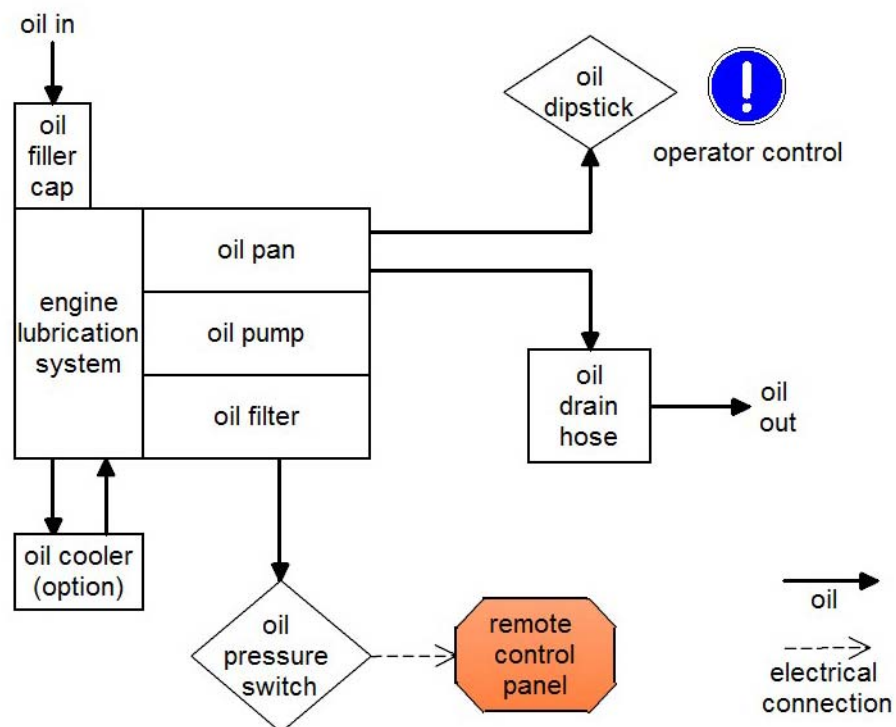 oil in
oil
filler
cap
oil
dipstick
operator control
engine
lubrication
system
oil pan
oil pump
oil filter
oil
drain
hose
oil
out
oil cooler
(option)
oil
pressure
switch
remote
control
panel
oil
electrical
connection